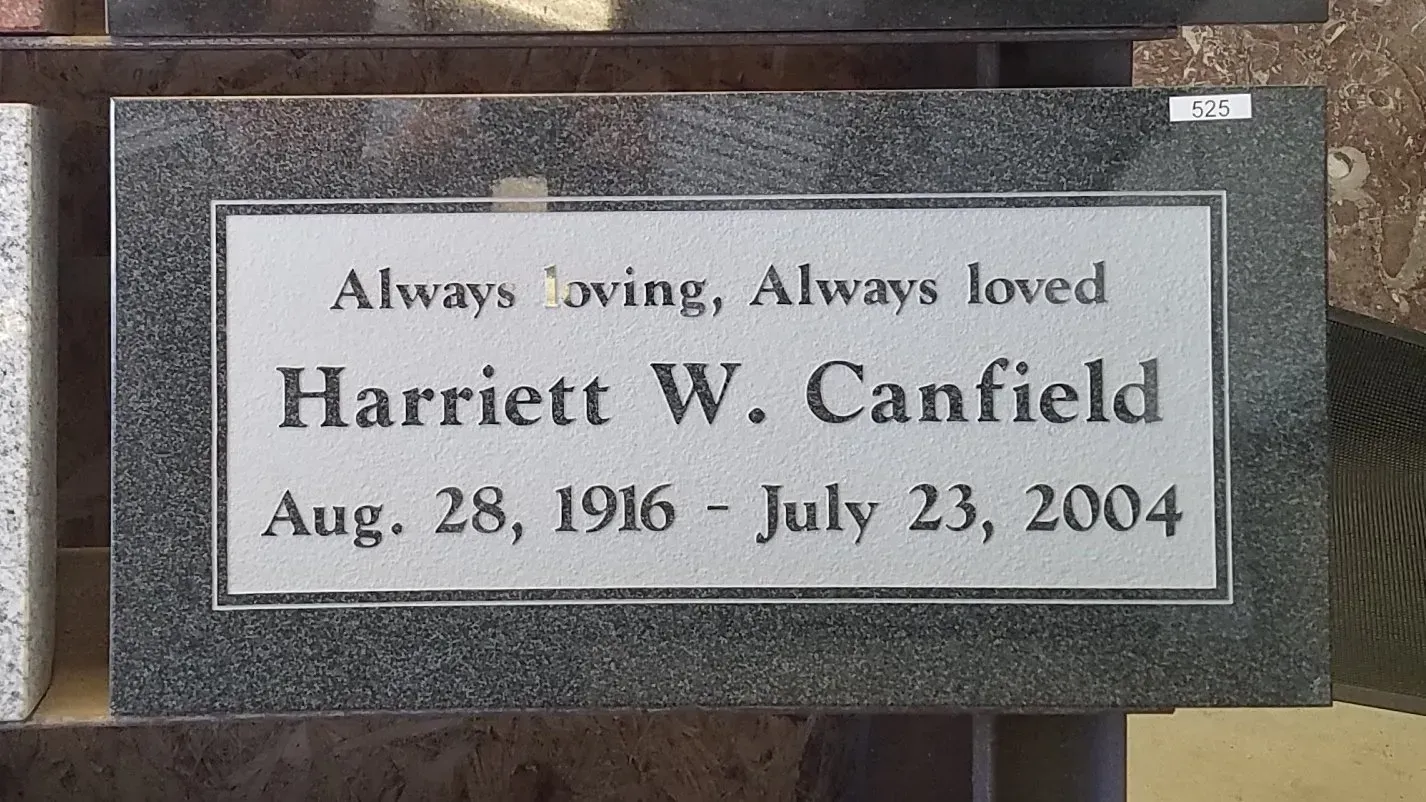 525
Always loving, Always loved
Harriett W. Canfield
Aug. 28, 1916 - July 23, 2004